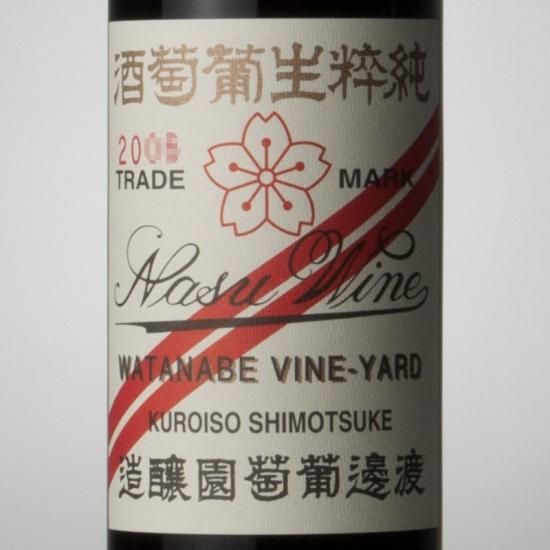 純粋生葡萄酒
TRADE MARK
Nasu Wine
WATANABE VINE-YARD
KUROISO SHIMOTSUKE
渡邊葡萄園醸造